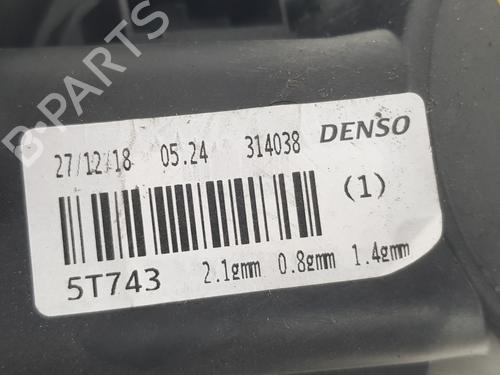 27/12/18 05.24 314038 DENSO
(1)
5T743 2.1gmm 0.8gmm 1.4gmm
B-PARTS